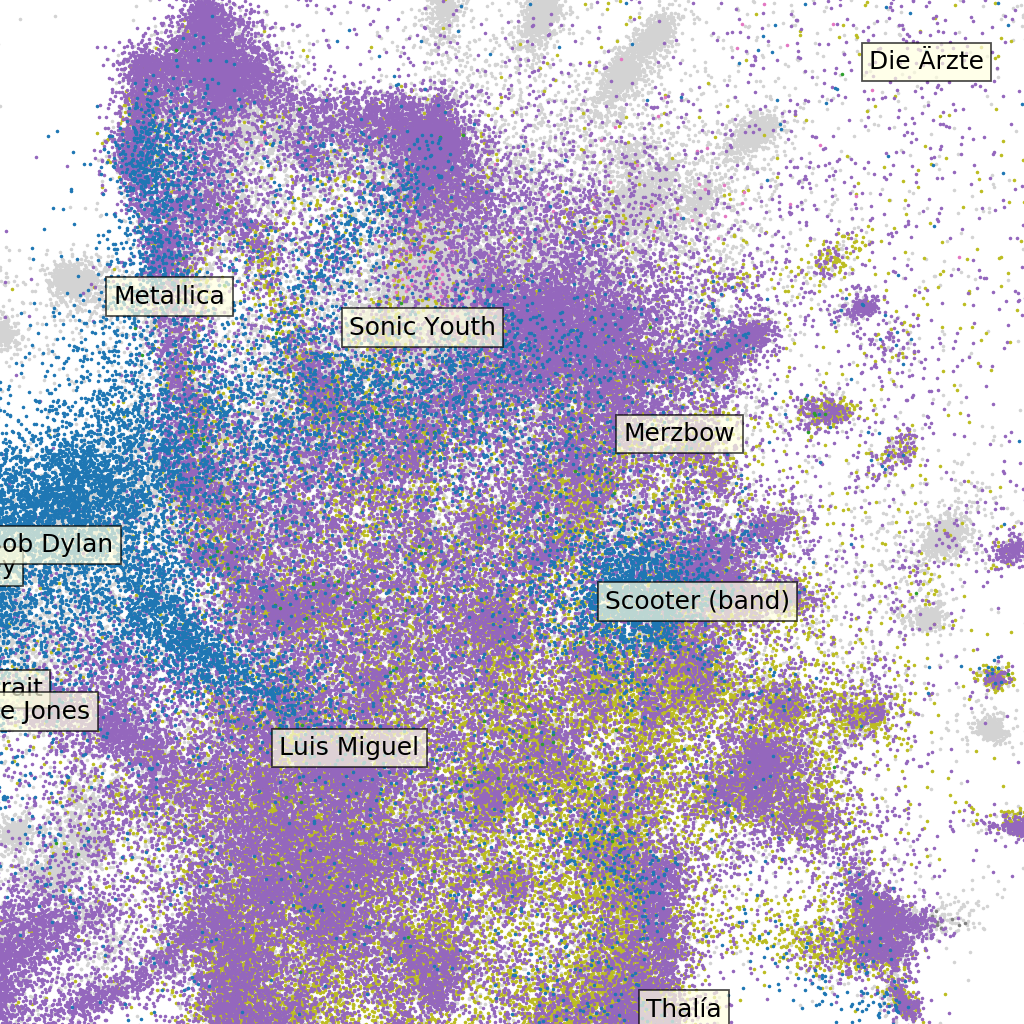 Die Ärzte
Metallica
Sonic Youth
Merzbow
ob Dylan
y
Scooter (band)
rait
e Jones
Luis Miguel
Thalía